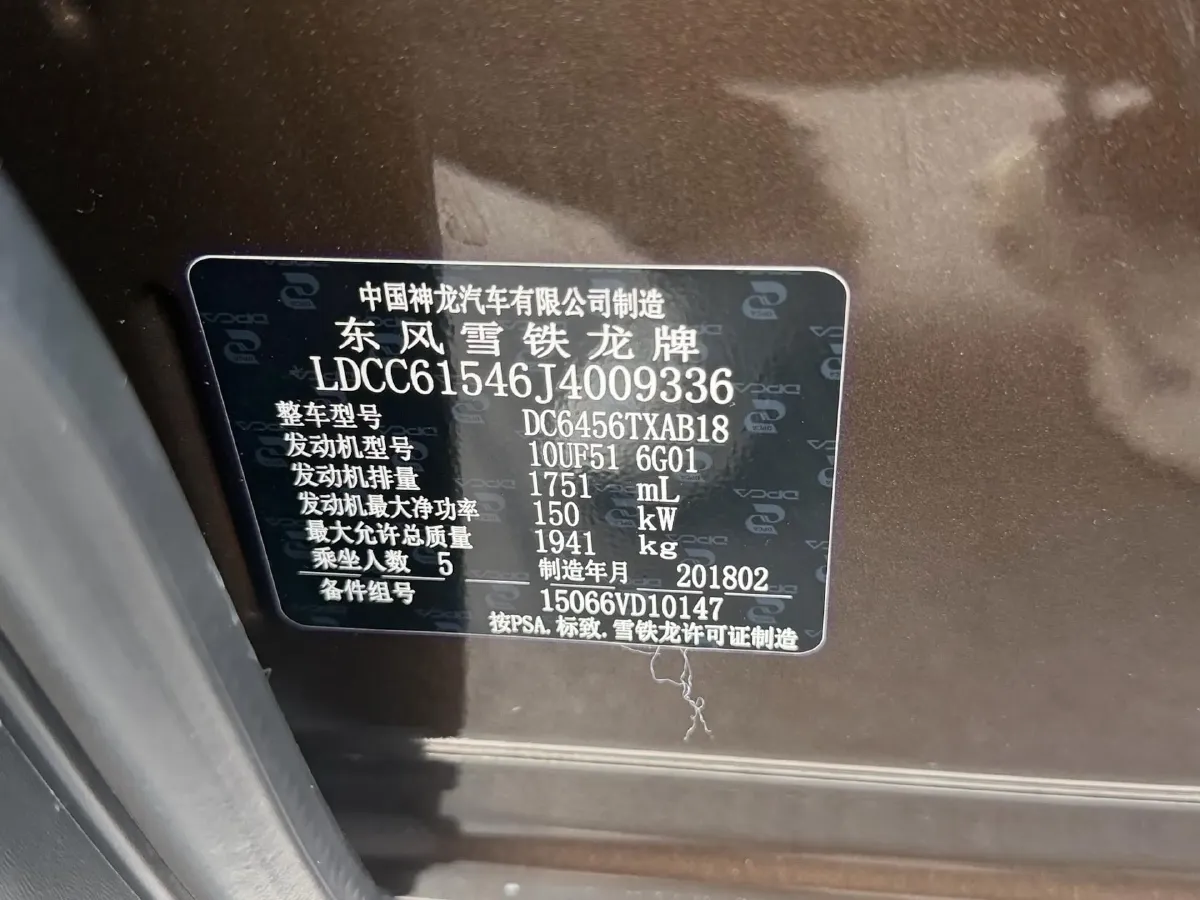 中国神龙汽车有限公司制造
东风雪铁龙牌
LDCC61546J4009336
整车型号 DC6456TXAB18
发动机型号 10UF51 6G01
发动机排量 1751 mL
发动机最大净功率 150 kW
最大允许总质量 1941 kg
乘坐人数 5 制造年月 201802
备件组号 15066VD10147
按PSA.标致.雪铁龙许可证制造